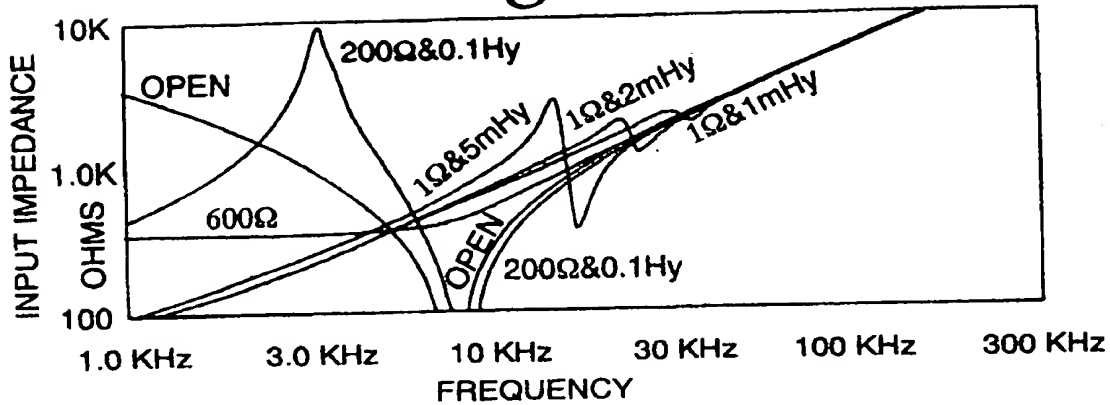 10K
200Ω&0.1Hy
OPEN
1Ω&5mHy
1Ω&2mHy
1Ω&1mHy
INPUT IMPEDANCE
OHMS
1.0K
600Ω
OPEN
200Ω&0.1Hy
100
1.0 KHz 3.0 KHz 10 KHz 30 KHz 100 KHz 300 KHz
FREQUENCY